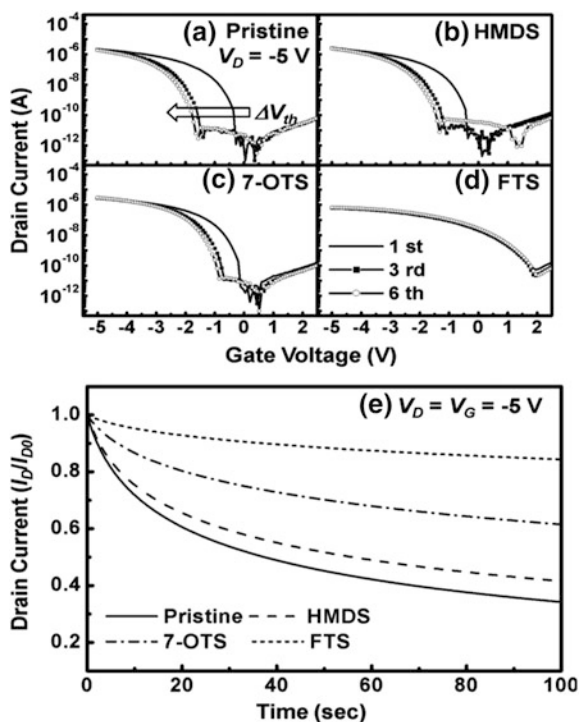 (a) Pristine
V_D = -5 V
(b) HMDS
10^-4
10^-6
10^-8
10^-10
10^-12
ΔV_th
(c) 7-OTS
(d) FTS
10^-4
10^-6
10^-8
10^-10
10^-12
1 st
3 rd
6 th
Drain Current (A)
-5 -4 -3 -2 -1 0 1 2 -5 -4 -3 -2 -1 0 1 2
Gate Voltage (V)
(e) V_D = V_G = -5 V
Drain Current (I_D/I_D0)
1.0
0.8
0.6
0.4
0.2
Pristine HMDS
7-OTS FTS
0 20 40 60 80 100
Time (sec)